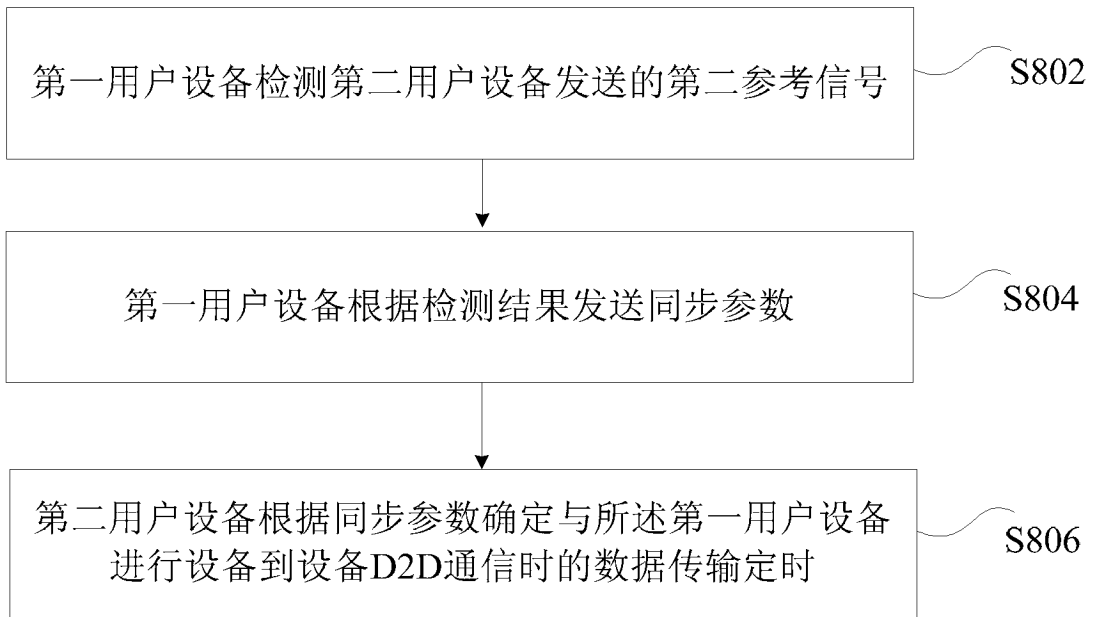 第一用户设备检测第二用户设备发送的第二参考信号
S802
第一用户设备根据检测结果发送同步参数
S804
第二用户设备根据同步参数确定与所述第一用户设备
进行设备到设备D2D通信时的数据传输定时
S806